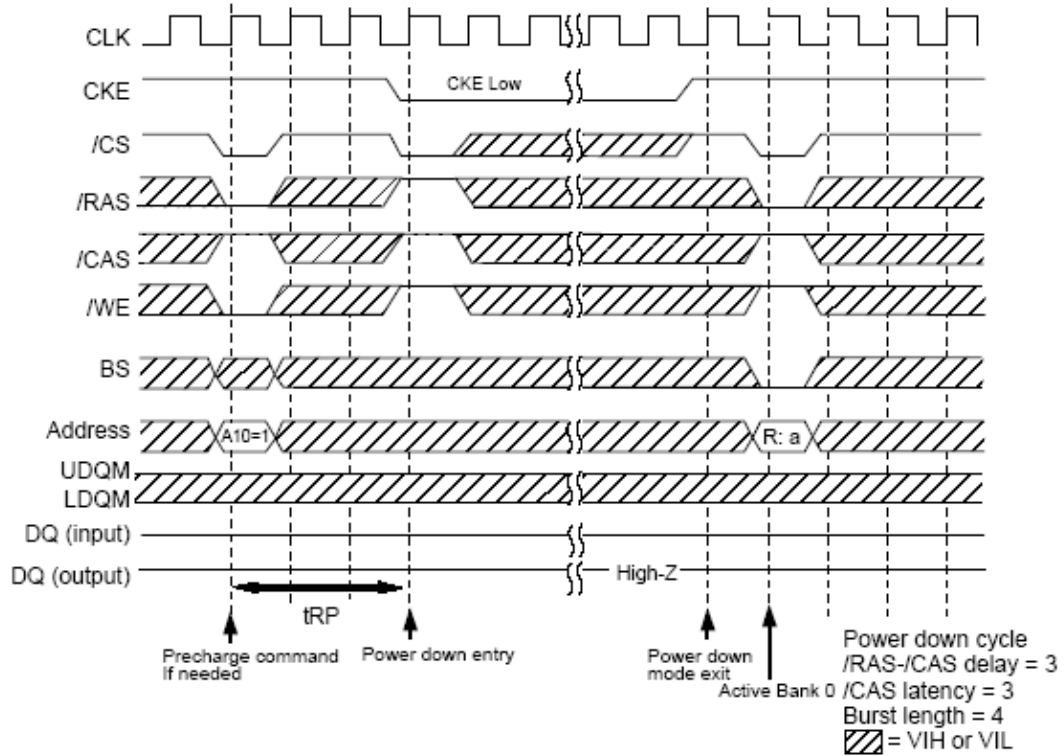 CLK
CKE
CKE Low
/CS
/RAS
/CAS
/WE
BS
Address
A10=1
R: a
UDQM
LDQM
DQ (input)
DQ (output)
High-Z
tRP
Precharge command
If needed
Power down entry
Power down
mode exit
Active Bank 0
Power down cycle
/RAS-/CAS delay = 3
/CAS latency = 3
Burst length = 4
= VIH or VIL